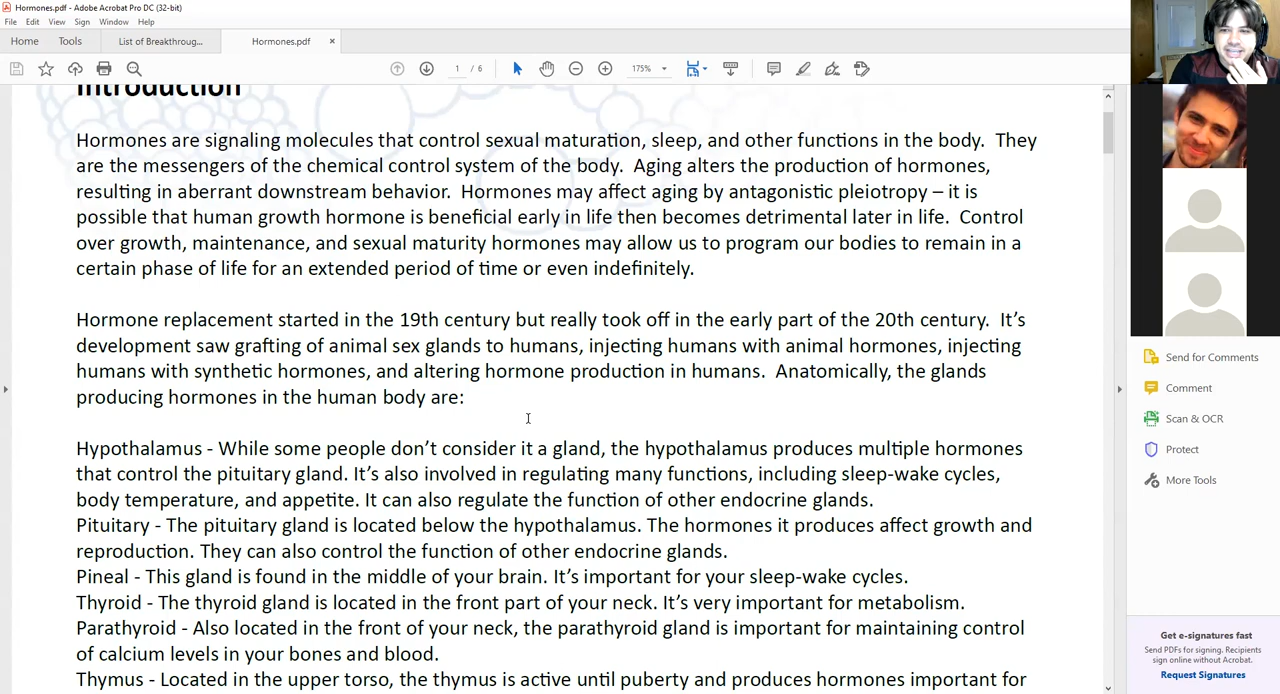 Hormones.pdf - Adobe Acrobat Pro DC (32-bit)
File Edit View Sign Window Help
Home Tools List of Breakthroug... Hormones.pdf ×
1 / 6 175%
Introduction
Hormones are signaling molecules that control sexual maturation, sleep, and other functions in the body. They
are the messengers of the chemical control system of the body. Aging alters the production of hormones,
resulting in aberrant downstream behavior. Hormones may affect aging by antagonistic pleiotropy – it is
possible that human growth hormone is beneficial early in life then becomes detrimental later in life. Control
over growth, maintenance, and sexual maturity hormones may allow us to program our bodies to remain in a
certain phase of life for an extended period of time or even indefinitely.
Hormone replacement started in the 19th century but really took off in the early part of the 20th century. It’s
development saw grafting of animal sex glands to humans, injecting humans with animal hormones, injecting
humans with synthetic hormones, and altering hormone production in humans. Anatomically, the glands
producing hormones in the human body are:
Hypothalamus - While some people don’t consider it a gland, the hypothalamus produces multiple hormones
that control the pituitary gland. It’s also involved in regulating many functions, including sleep-wake cycles,
body temperature, and appetite. It can also regulate the function of other endocrine glands.
Pituitary - The pituitary gland is located below the hypothalamus. The hormones it produces affect growth and
reproduction. They can also control the function of other endocrine glands.
Pineal - This gland is found in the middle of your brain. It’s important for your sleep-wake cycles.
Thyroid - The thyroid gland is located in the front part of your neck. It’s very important for metabolism.
Parathyroid - Also located in the front of your neck, the parathyroid gland is important for maintaining control
of calcium levels in your bones and blood.
Thymus - Located in the upper torso, the thymus is active until puberty and produces hormones important for
Send for Comments
Comment
Scan & OCR
Protect
More Tools
Get e-signatures fast
Send PDFs for signing. Recipients
sign online without Acrobat.
Request Signatures